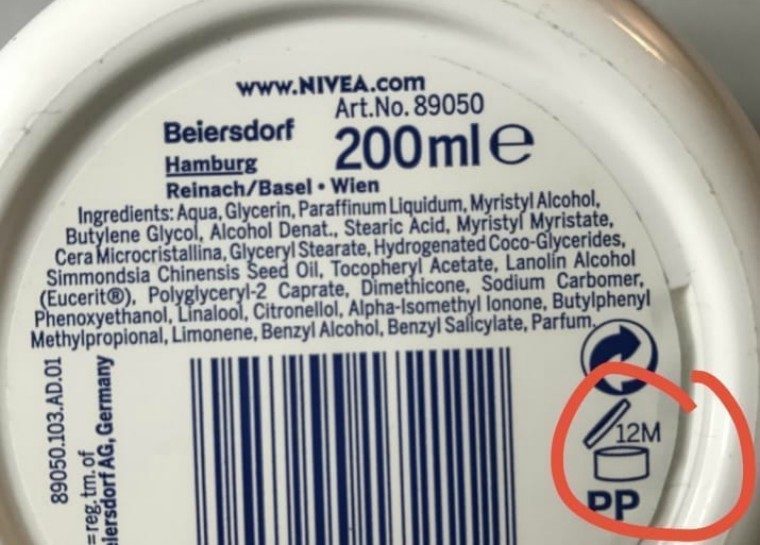 www.NIVEA.com
Art.No. 89050
Beiersdorf
200ml e
Hamburg
Reinach/Basel • Wien
Ingredients: Aqua, Glycerin, Paraffinum Liquidum, Myristyl Alcohol,
Butylene Glycol, Alcohol Denat., Stearic Acid, Myristyl Myristate,
Cera Microcristallina, Glyceryl Stearate, Hydrogenated Coco-Glycerides,
Simmondsia Chinensis Seed Oil, Tocopheryl Acetate, Lanolin Alcohol
(Eucerit®), Polyglyceryl-2 Caprate, Dimethicone, Sodium Carbomer,
Phenoxyethanol, Linalool, Citronellol, Alpha-Isomethyl Ionone, Butylphenyl
Methylpropional, Limonene, Benzyl Alcohol, Benzyl Salicylate, Parfum.
89050.103.AD.01
= reg. tm. of
eiersdorf AG, Germany
12M
PP